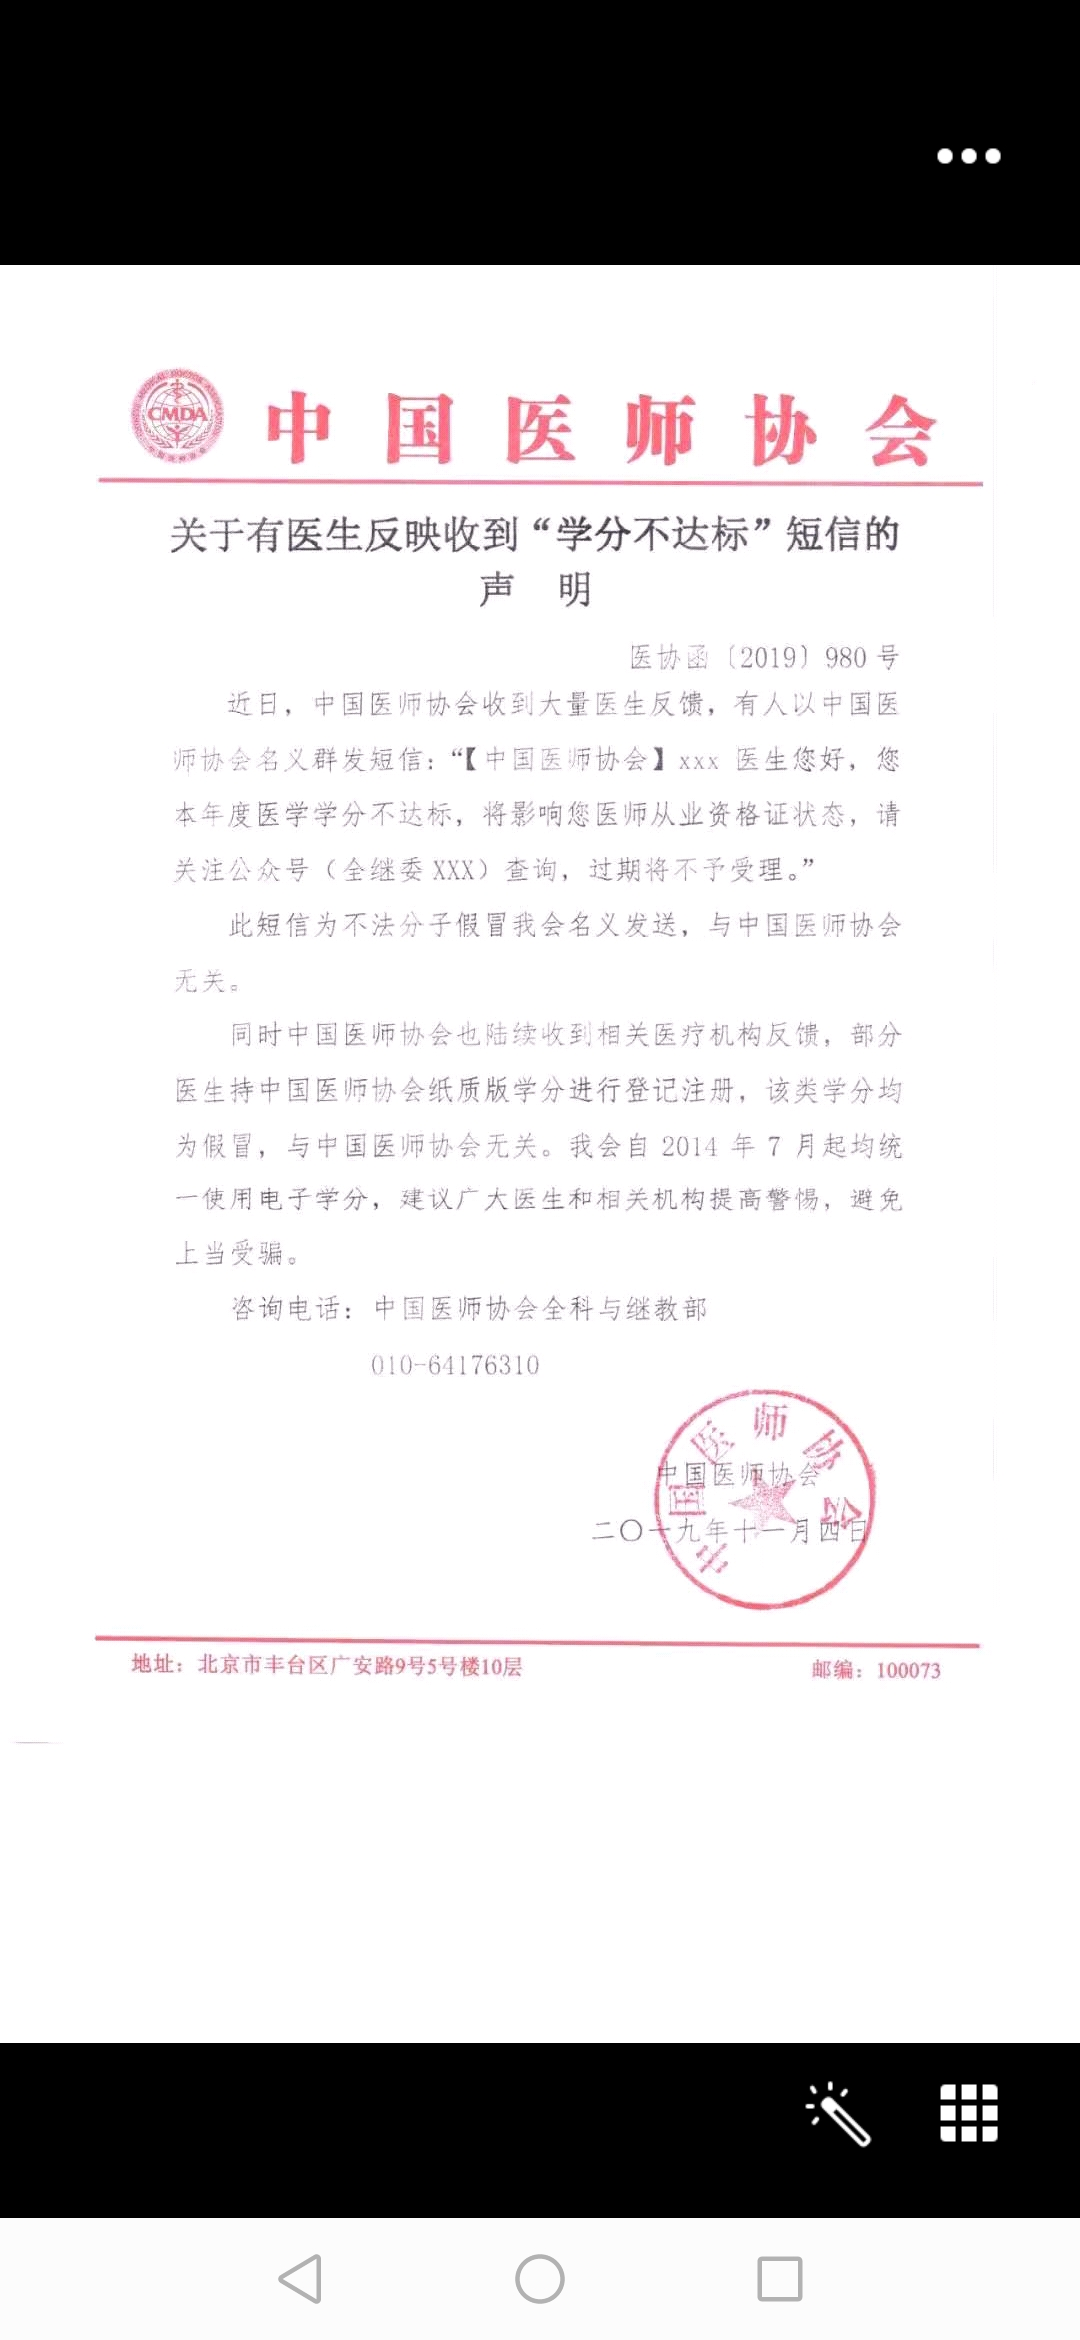 中国医师协会
CMDA
关于有医生反映收到“学分不达标”短信的
声 明
医协函〔2019〕980 号
近日，中国医师协会收到大量医生反馈，有人以中国医
师协会名义群发短信：“【中国医师协会】xxx 医生您好，您
本年度医学学分不达标，将影响您医师从业资格证状态，请
关注公众号（全继委 XXX）查询，过期将不予受理。”
此短信为不法分子假冒我会名义发送，与中国医师协会
无关。
同时中国医师协会也陆续收到相关医疗机构反馈，部分
医生持中国医师协会纸质版学分进行登记注册，该类学分均
为假冒，与中国医师协会无关。我会自 2014 年 7 月起均统
一使用电子学分，建议广大医生和相关机构提高警惕，避免
上当受骗。
咨询电话：中国医师协会全科与继教部
010-64176310
中国医师协会
中国医师协会
二〇一九年十一月四日
地址：北京市丰台区广安路9号5号楼10层
邮编：100073